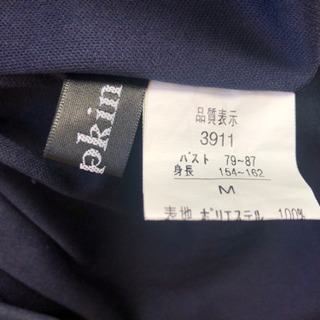 pkin
品質表示
3911
バスト 79~87
身長 154~162
M
表地 ポリエステル 100%